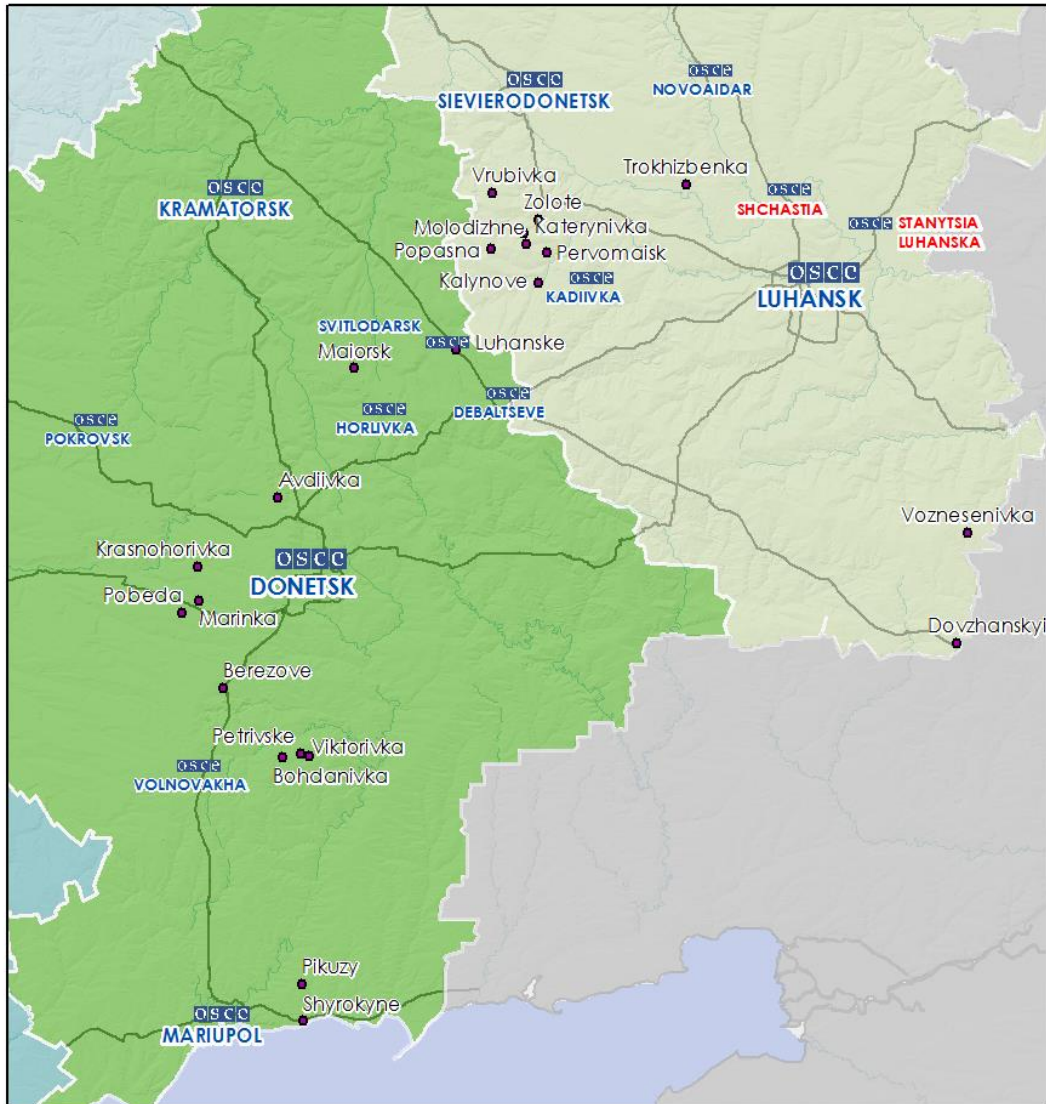 osce
SIEVIERODONETSK
osce
NOVOAIDAR
osce
KRAMATORSK
Vrubivka
Trokhizbenka
osce
SHCHASTIA
Zolote
Molodizhne
Katerynivka
osce
STANYTSIA
LUHANSKA
Popasna
Pervomaisk
osce
KADIIVKA
osce
LUHANSK
Kalynove
SVITLODARSK
osce
Luhanske
Maiorsk
osce
HORLIVKA
osce
DEBALTSEVE
osce
POKROVSK
Avdiivka
Voznesenivka
Krasnohorivka
osce
DONETSK
Pobeda
Marinka
Dovzhanskyi
Berezove
Petrivske
Viktorivka
Bohdanivka
osce
VOLNOVAKHA
Pikuzy
Shyrokyne
osce
MARIUPOL